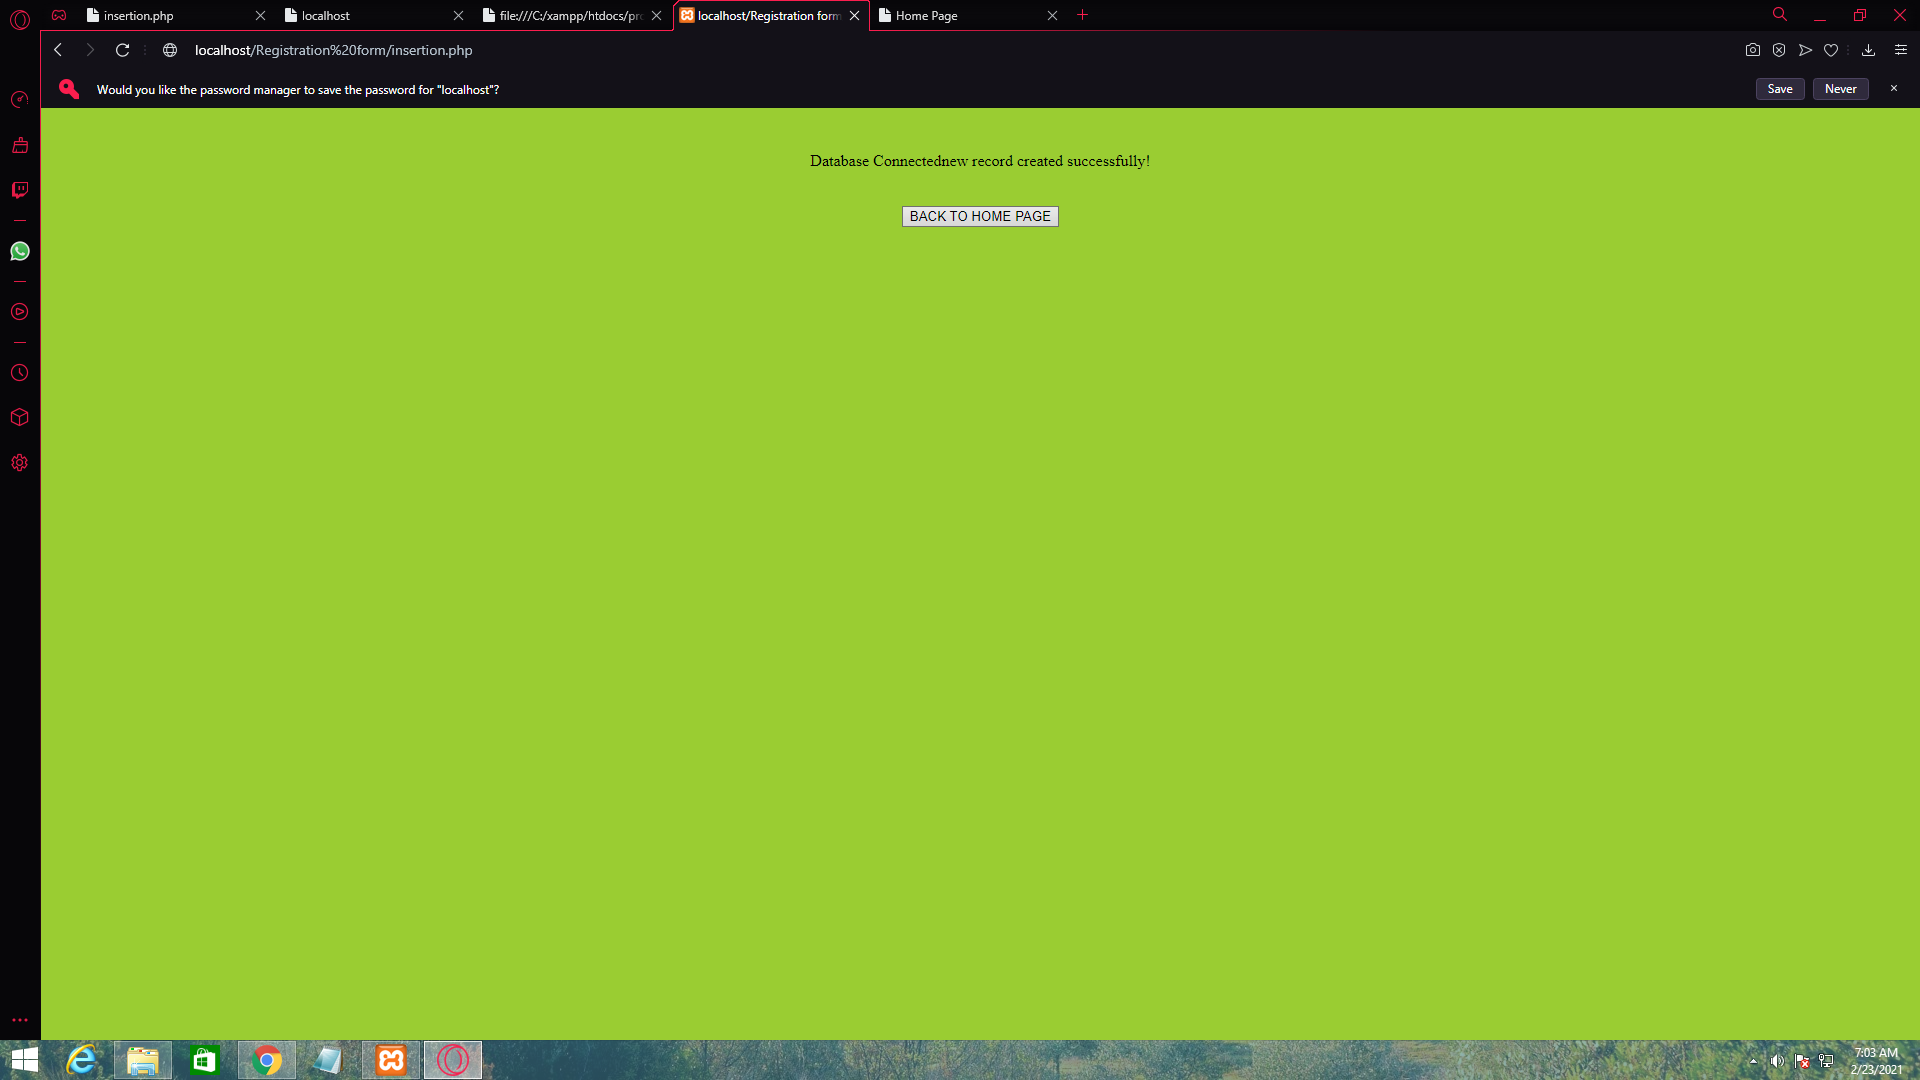 insertion.php
localhost
file:///C:/xampp/htdocs/pro
localhost/Registration form
Home Page
localhost/Registration%20form/insertion.php
Would you like the password manager to save the password for "localhost"?
Save
Never
Database Connectednew record created successfully!
BACK TO HOME PAGE
7:03 AM
2/23/2021